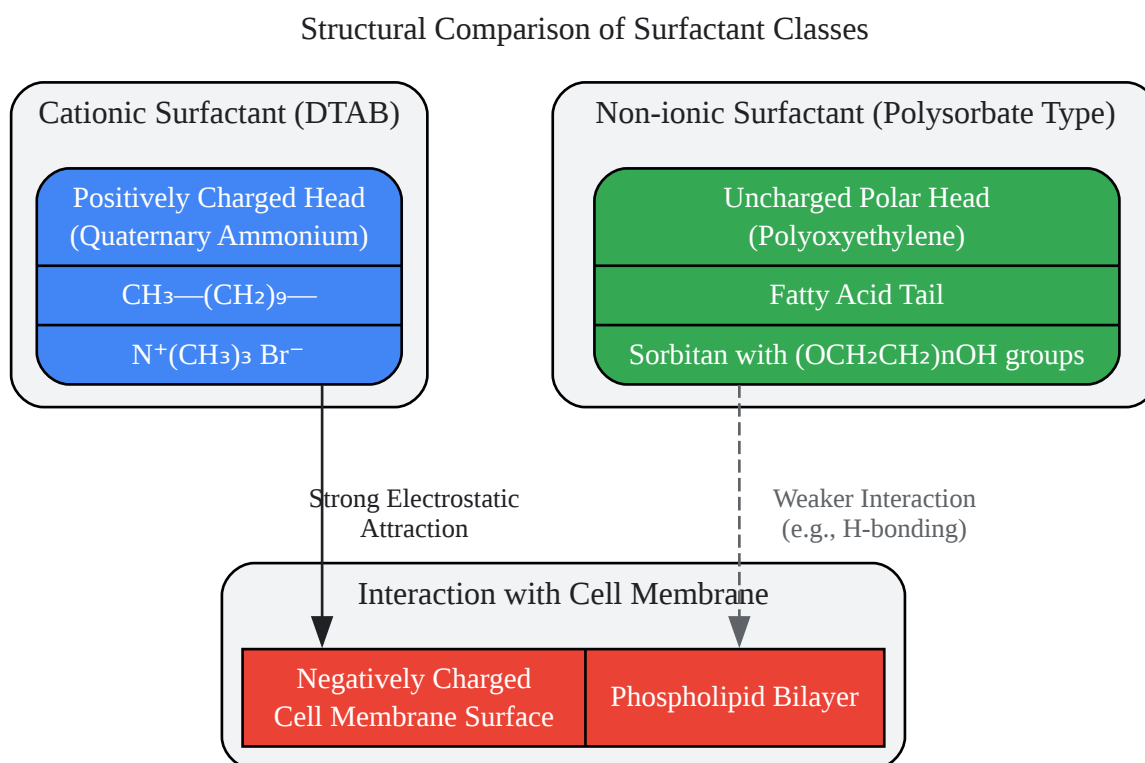 Structural Comparison of Surfactant Classes
Cationic Surfactant (DTAB)
Positively Charged Head
(Quaternary Ammonium)
CH₃—(CH₂)₉—
N⁺(CH₃)₃ Br⁻
Non-ionic Surfactant (Polysorbate Type)
Uncharged Polar Head
(Polyoxyethylene)
Fatty Acid Tail
Sorbitan with (OCH₂CH₂)nOH groups
Strong Electrostatic
Attraction
Weaker Interaction
(e.g., H-bonding)
Interaction with Cell Membrane
Negatively Charged
Cell Membrane Surface
Phospholipid Bilayer